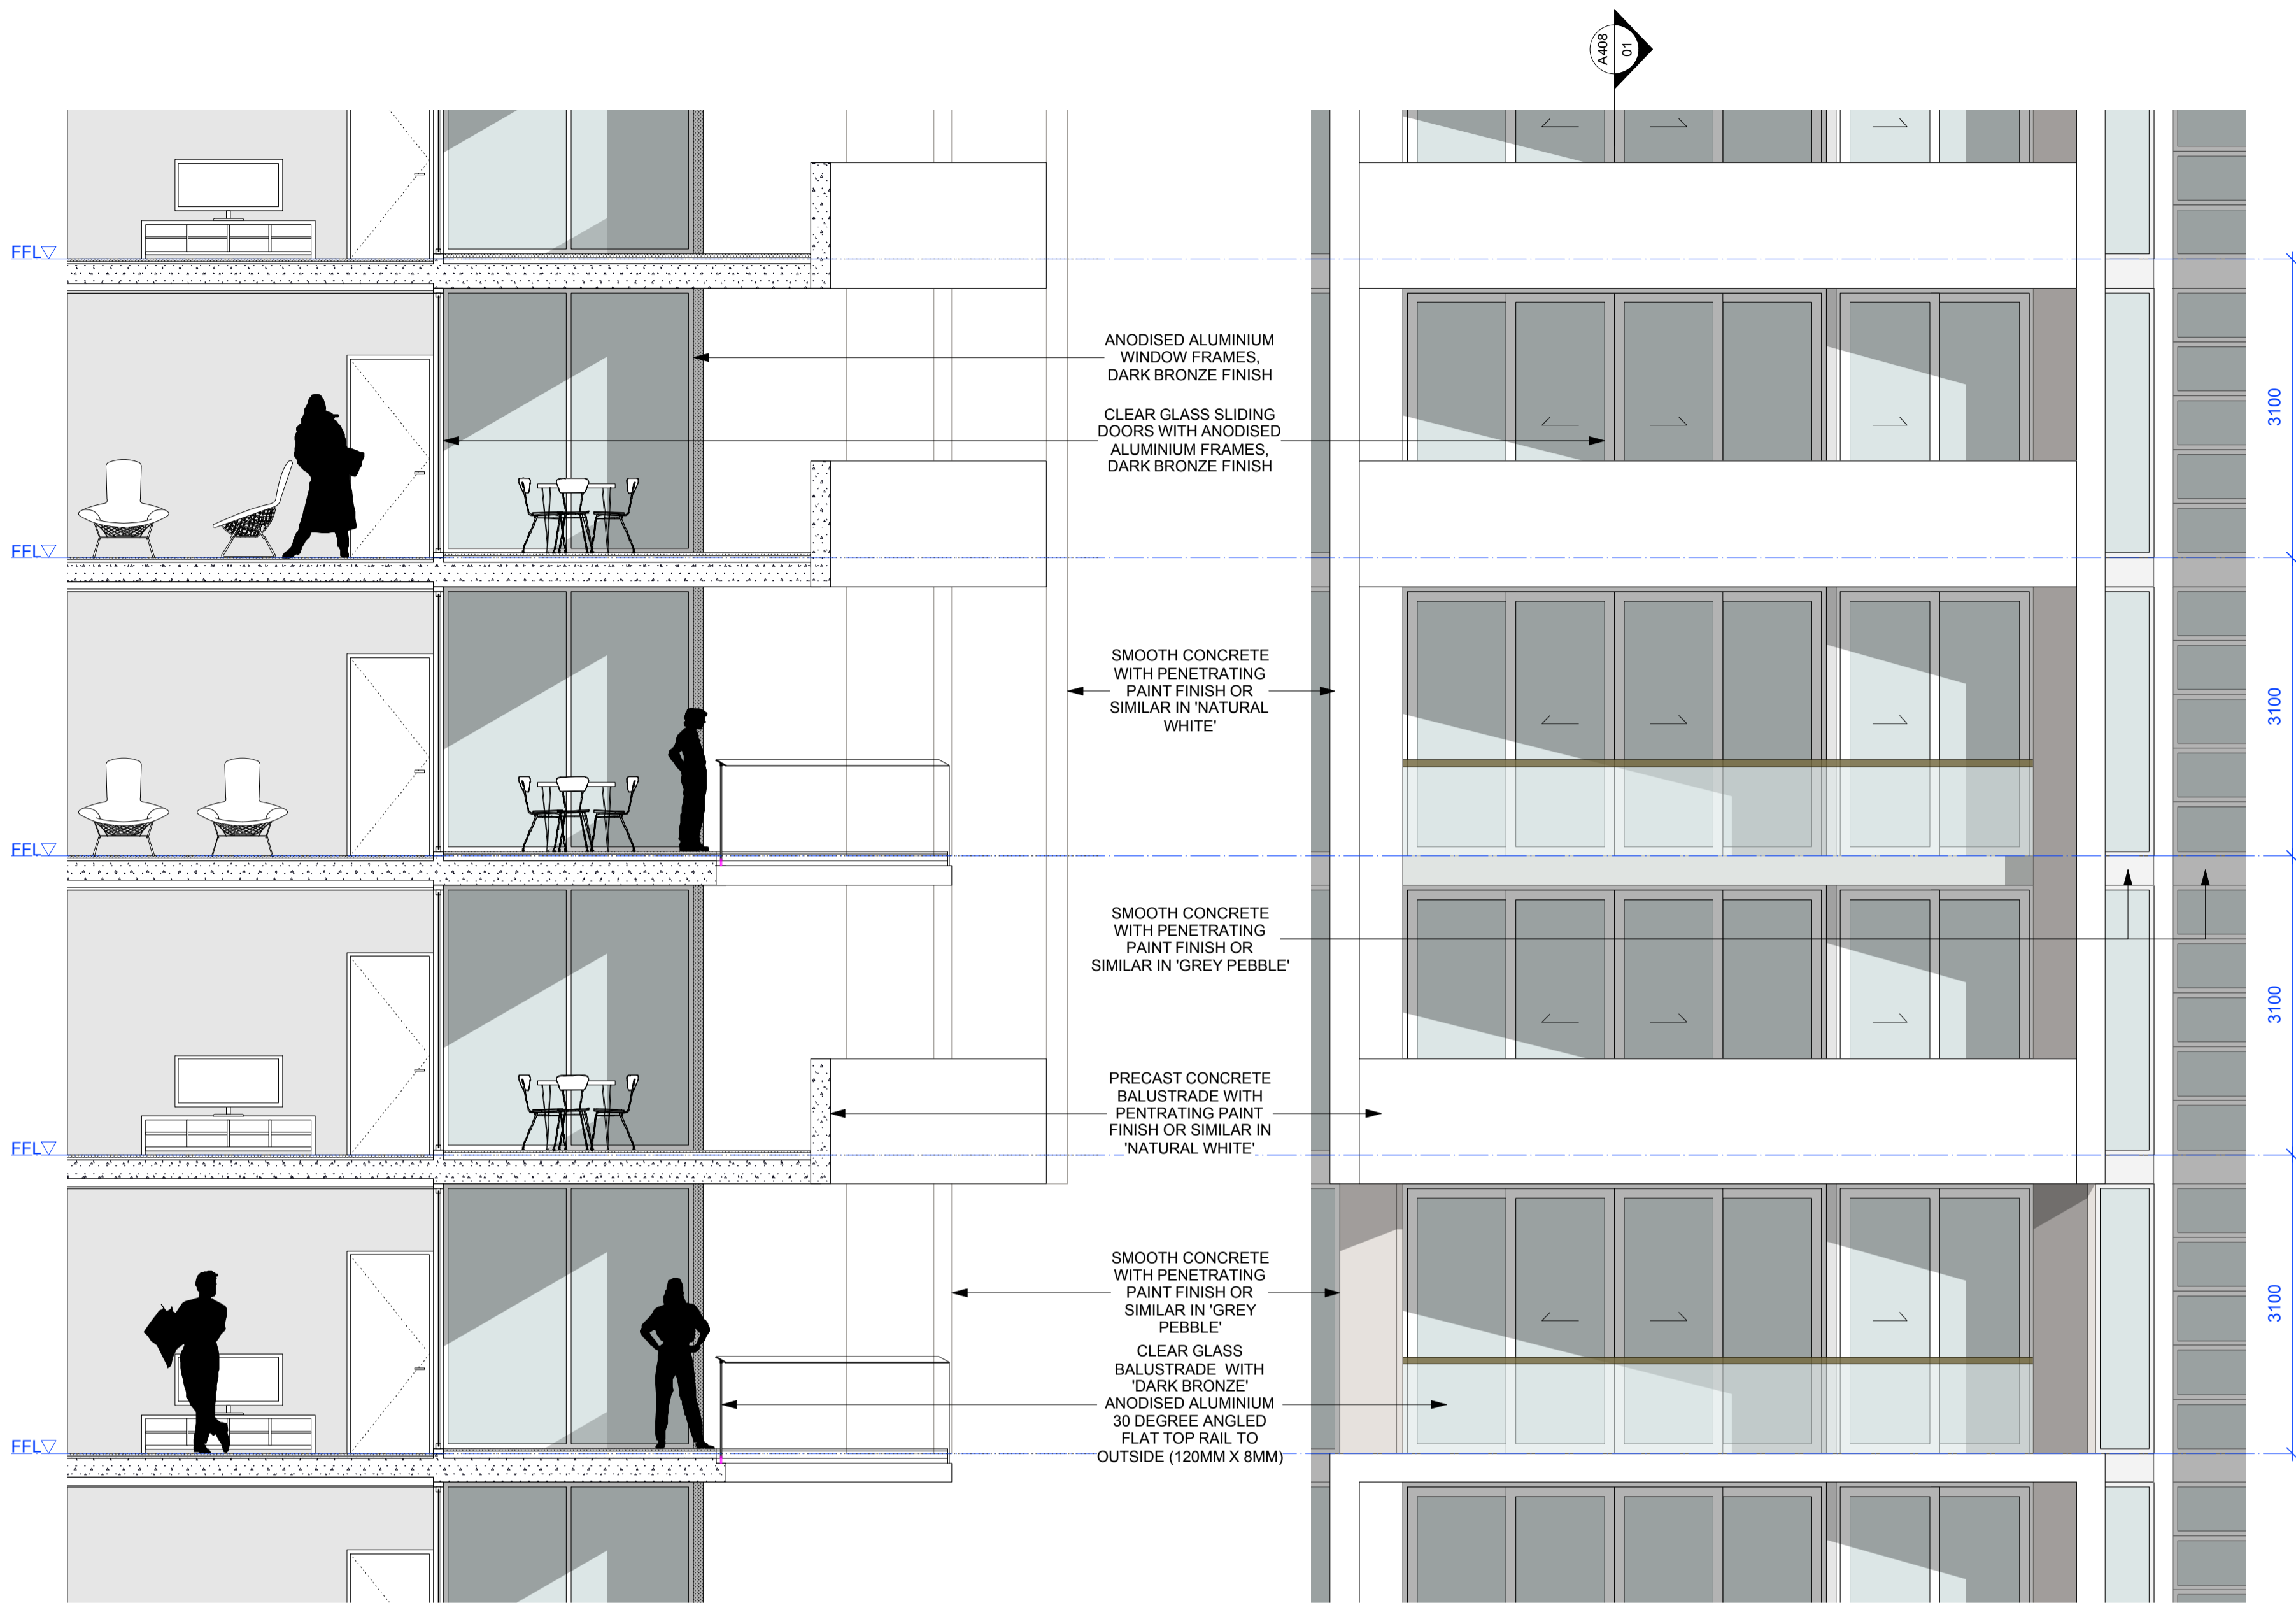 A408
01
FFL
ANODISED ALUMINIUM
WINDOW FRAMES,
DARK BRONZE FINISH
3100
CLEAR GLASS SLIDING
DOORS WITH ANODISED
ALUMINIUM FRAMES,
DARK BRONZE FINISH
FFL
SMOOTH CONCRETE
WITH PENETRATING
PAINT FINISH OR
SIMILAR IN 'NATURAL
WHITE'
3100
FFL
SMOOTH CONCRETE
WITH PENETRATING
PAINT FINISH OR
SIMILAR IN 'GREY PEBBLE'
3100
PRECAST CONCRETE
BALUSTRADE WITH
PENTRATING PAINT
FINISH OR SIMILAR IN
'NATURAL WHITE'
FFL
SMOOTH CONCRETE
WITH PENETRATING
PAINT FINISH OR
SIMILAR IN 'GREY
PEBBLE'
3100
CLEAR GLASS
BALUSTRADE WITH
'DARK BRONZE'
ANODISED ALUMINIUM
30 DEGREE ANGLED
FLAT TOP RAIL TO
OUTSIDE (120MM X 8MM)
FFL